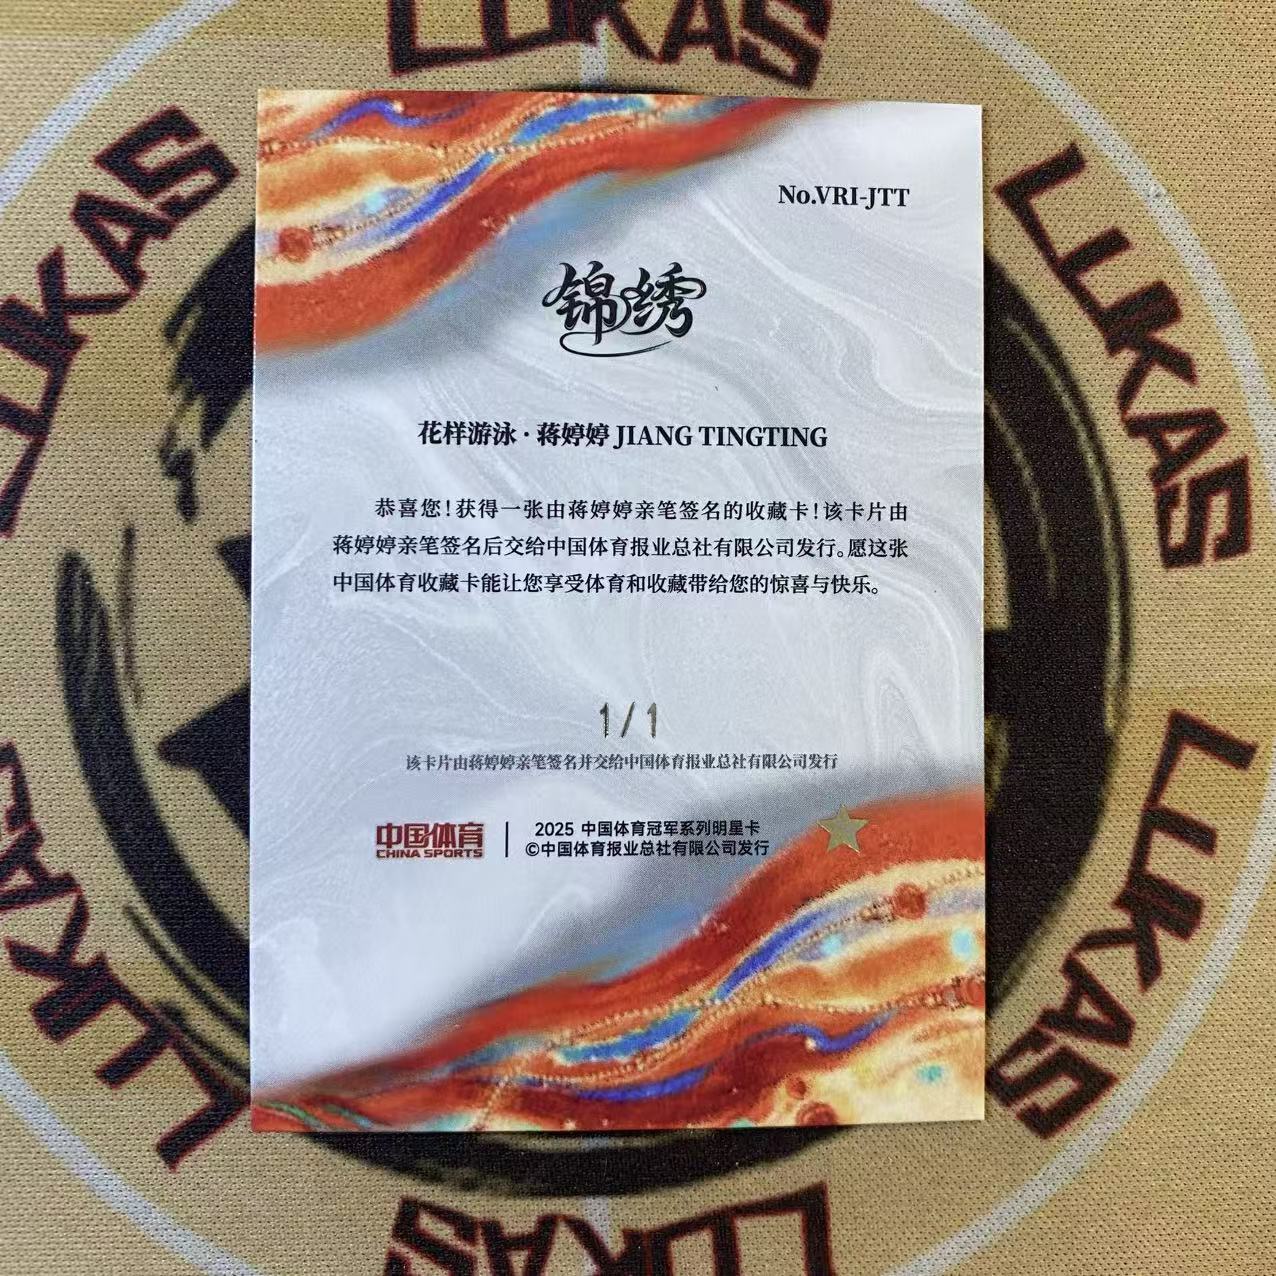 LUKAS
LUKAS
LUKAS
No.VRI-JTT
锦绣
花样游泳·蒋婷婷 JIANG TINGTING
恭喜您！获得一张由蒋婷婷亲笔签名的收藏卡！该卡片由
蒋婷婷亲笔签名后交给中国体育报业总社有限公司发行。愿这张
中国体育收藏卡能让您享受体育和收藏带给您的惊喜与快乐。
1/1
该卡片由蒋婷婷亲笔签名并交给中国体育报业总社有限公司发行
中国体育
CHINA SPORTS
2025 中国体育冠军系列明星卡
©中国体育报业总社有限公司发行
LUKAS
LUKAS
LUKAS